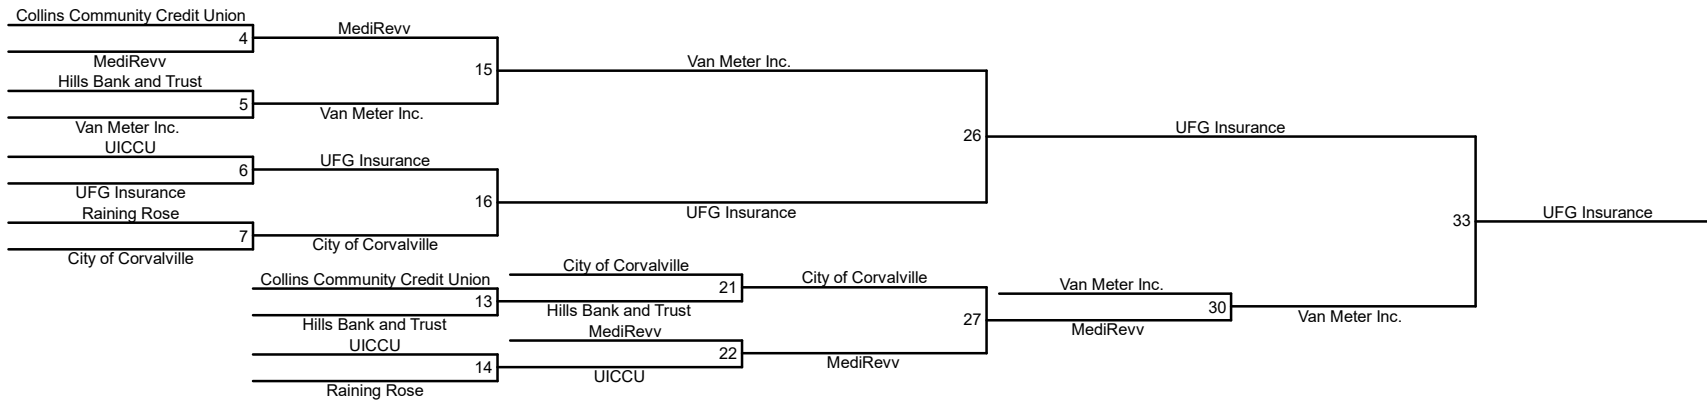 Collins Community Credit Union
4
MediRevv
MediRevv
Hills Bank and Trust
5
Van Meter Inc.
Van Meter Inc.
15
Van Meter Inc.
UICCU
6
UFG Insurance
UFG Insurance
Raining Rose
7
City of Corvalville
City of Corvalville
16
UFG Insurance
26
UFG Insurance
Collins Community Credit Union
13
Hills Bank and Trust
City of Corvalville
21
Hills Bank and Trust
City of Corvalville
UICCU
14
Raining Rose
MediRevv
22
UICCU
MediRevv
27
Van Meter Inc.
30
MediRevv
Van Meter Inc.
33
UFG Insurance